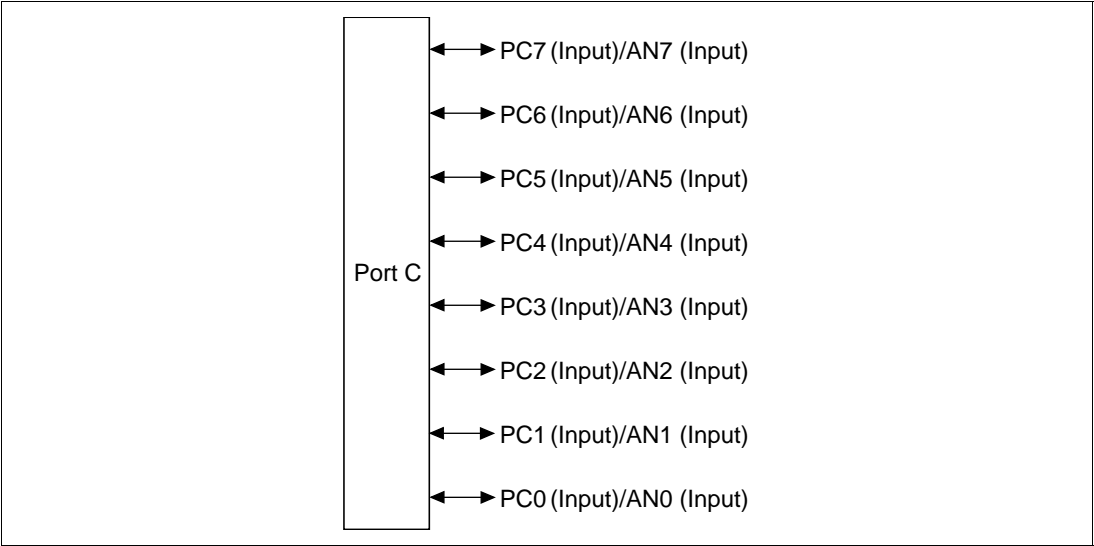 PC7 (Input)/AN7 (Input)
PC6 (Input)/AN6 (Input)
PC5 (Input)/AN5 (Input)
PC4 (Input)/AN4 (Input)
Port C
PC3 (Input)/AN3 (Input)
PC2 (Input)/AN2 (Input)
PC1 (Input)/AN1 (Input)
PC0 (Input)/AN0 (Input)